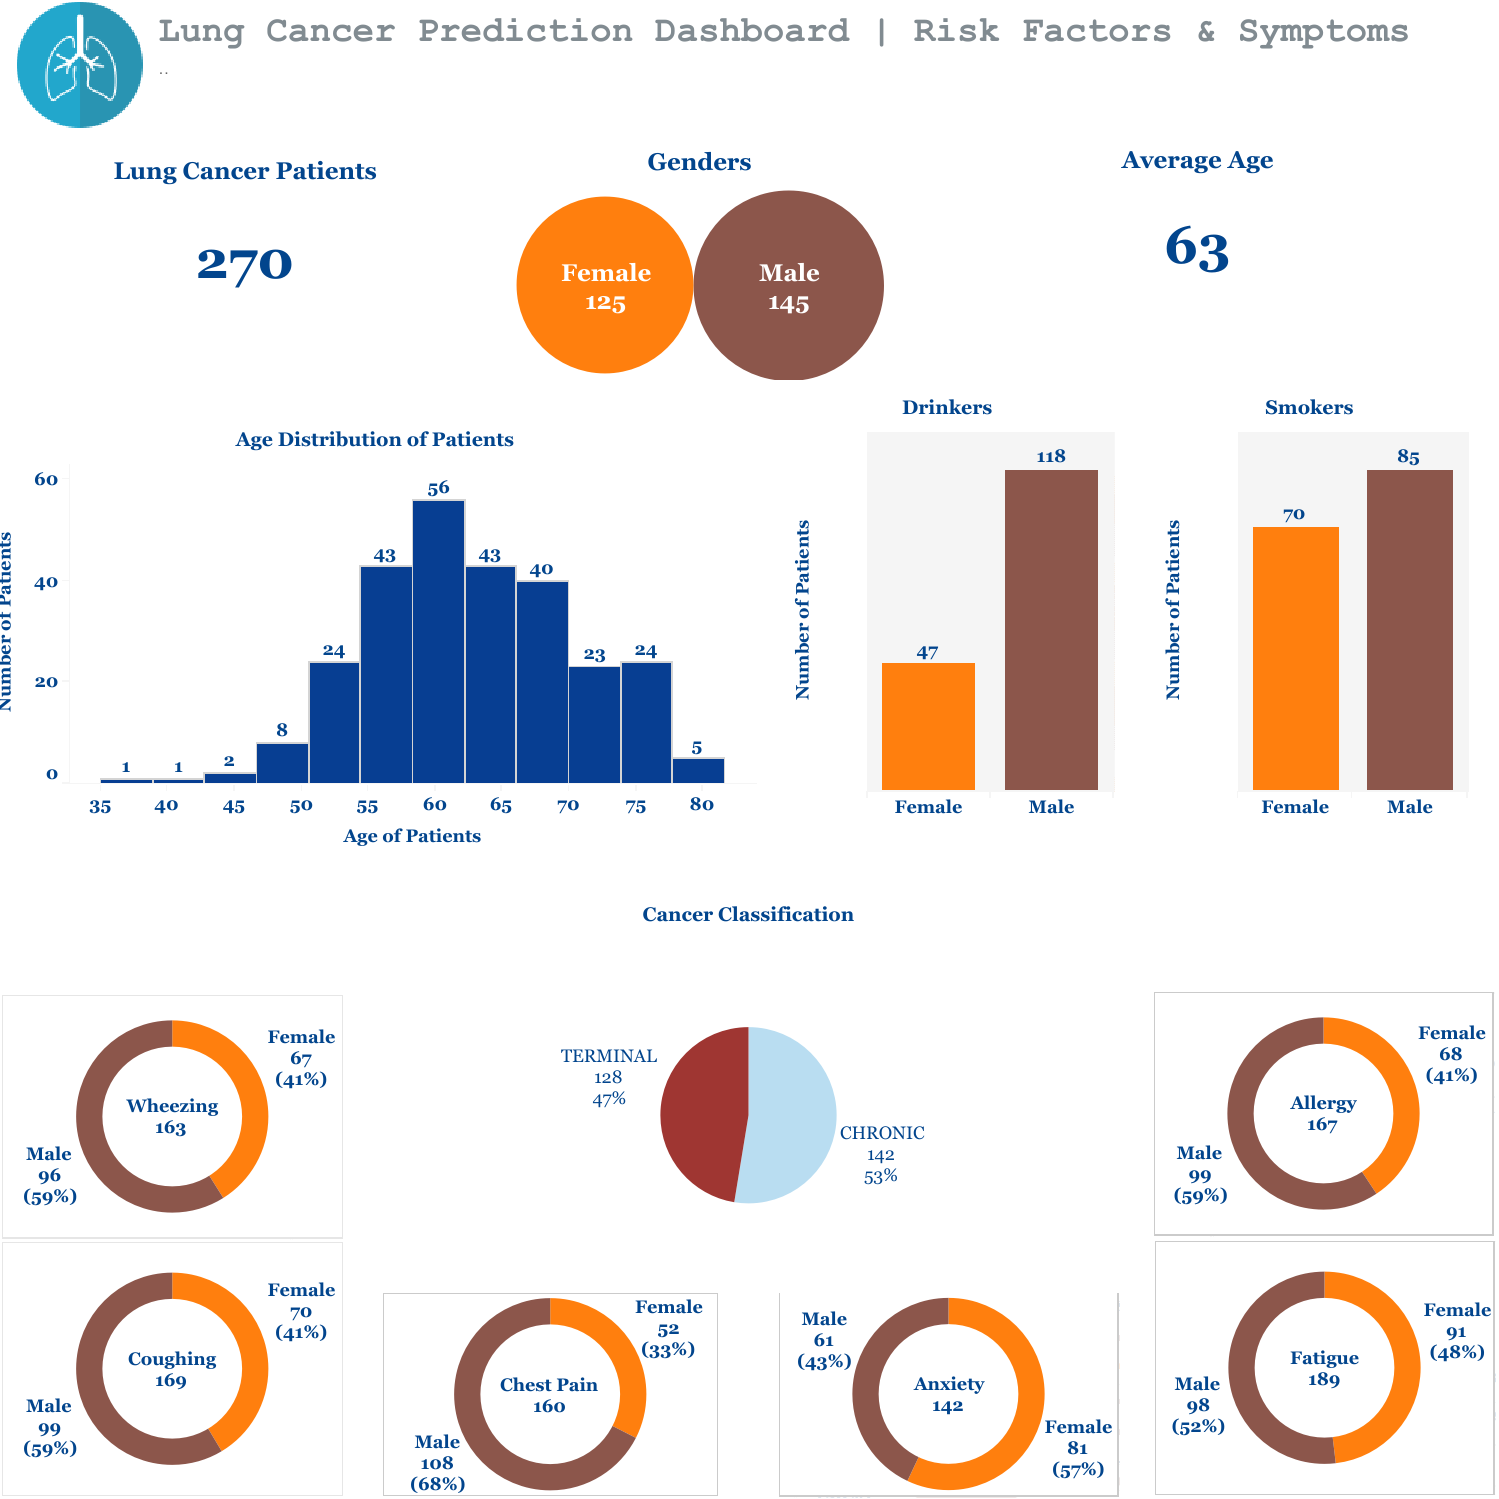 Lung Cancer Prediction Dashboard | Risk Factors & Symptoms
..
Lung Cancer Patients
270
Genders
Female
125
Male
145
Average Age
63
Age Distribution of Patients
Number of Patients
60
40
20
0
1
1
2
8
24
43
56
43
40
23
24
5
35 40 45 50 55 60 65 70 75 80
Age of Patients
Drinkers
Number of Patients
47
118
Female Male
Smokers
Number of Patients
70
85
Female Male
Cancer Classification
Wheezing
163
Female
67
(41%)
Male
96
(59%)
TERMINAL
128
47%
CHRONIC
142
53%
Allergy
167
Female
68
(41%)
Male
99
(59%)
Coughing
169
Female
70
(41%)
Male
99
(59%)
Chest Pain
160
Female
52
(33%)
Male
108
(68%)
Anxiety
142
Male
61
(43%)
Female
81
(57%)
Fatigue
189
Female
91
(48%)
Male
98
(52%)